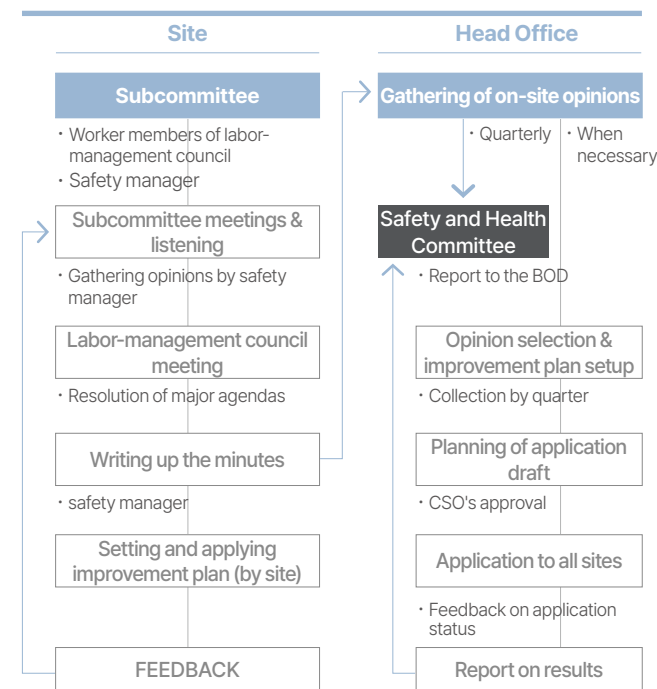 Site
Subcommittee
· Worker members of labor-
management council
· Safety manager
Subcommittee meetings &
listening
· Gathering opinions by safety
manager
Labor-management council
meeting
· Resolution of major agendas
Writing up the minutes
· safety manager
Setting and applying
improvement plan (by site)
FEEDBACK
Head Office
Gathering of on-site opinions
· Quarterly
· When
necessary
Safety and Health
Committee
· Report to the BOD
Opinion selection &
improvement plan setup
· Collection by quarter
Planning of application
draft
· CSO's approval
Application to all sites
· Feedback on application
status
Report on results